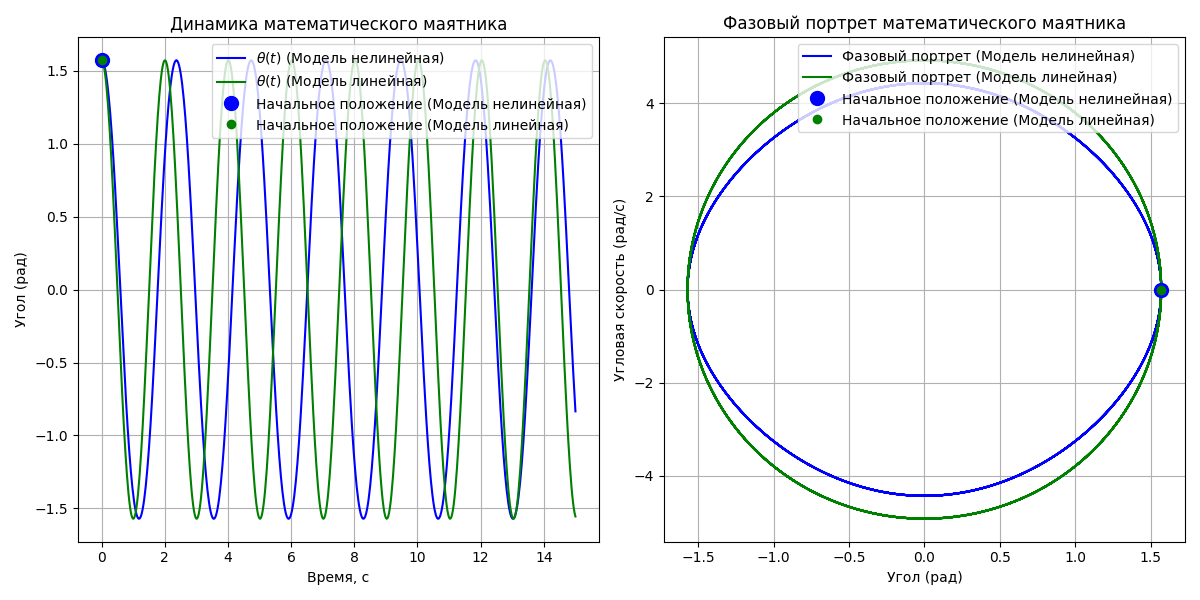 Динамика математического маятника
θ(t) (Модель нелинейная)
θ(t) (Модель линейная)
Начальное положение (Модель нелинейная)
Начальное положение (Модель линейная)
1.5
1.0
0.5
0.0
−0.5
−1.0
−1.5
Угол (рад)
0 2 4 6 8 10 12 14
Время, с
Фазовый портрет математического маятника
Фазовый портрет (Модель нелинейная)
Фазовый портрет (Модель линейная)
Начальное положение (Модель нелинейная)
Начальное положение (Модель линейная)
4
2
0
−2
−4
Угловая скорость (рад/с)
−1.5 −1.0 −0.5 0.0 0.5 1.0 1.5
Угол (рад)